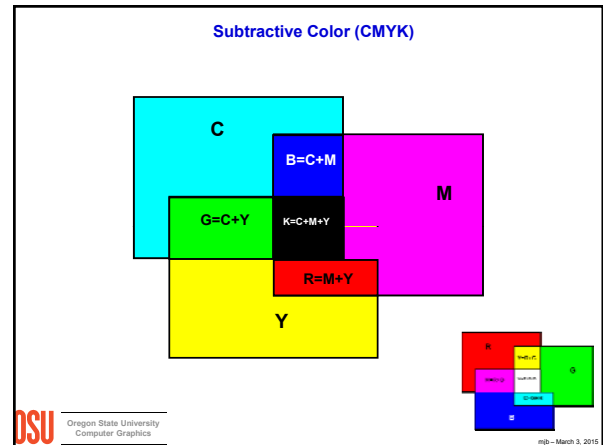 Subtractive Color (CMYK)
C
B=C+M
M
G=C+Y
K=C+M+Y
R=M+Y
Y
R
G
B
OSU
Oregon State University
Computer Graphics
mjb – March 3, 2015